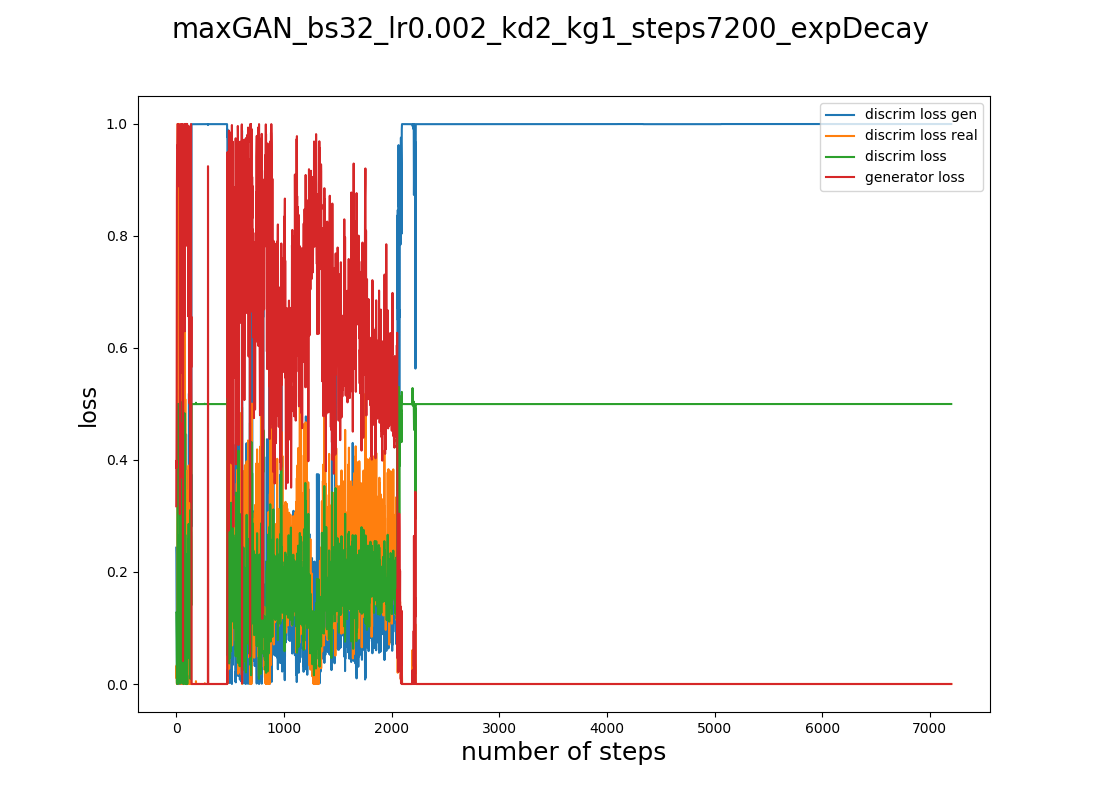 maxGAN_bs32_lr0.002_kd2_kg1_steps7200_expDecay
1.0
0.8
0.6
0.4
0.2
0.0
loss
discrim loss gen
discrim loss real
discrim loss
generator loss
0 1000 2000 3000 4000 5000 6000 7000
number of steps